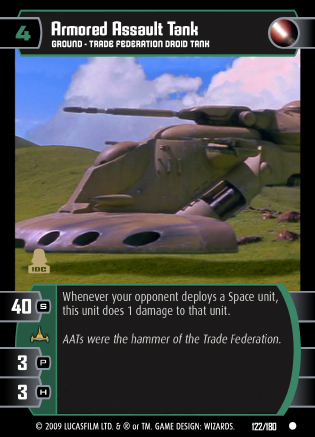 4
Armored Assault Tank
GROUND - TRADE FEDERATION DROID TANK
IDC
40 S
Whenever your opponent deploys a Space unit,
this unit does 1 damage to that unit.
AATs were the hammer of the Trade Federation.
3 P
3 H
© 2009 LUCASFILM LTD. & ® or TM. GAME DESIGN: WIZARDS. 122/180